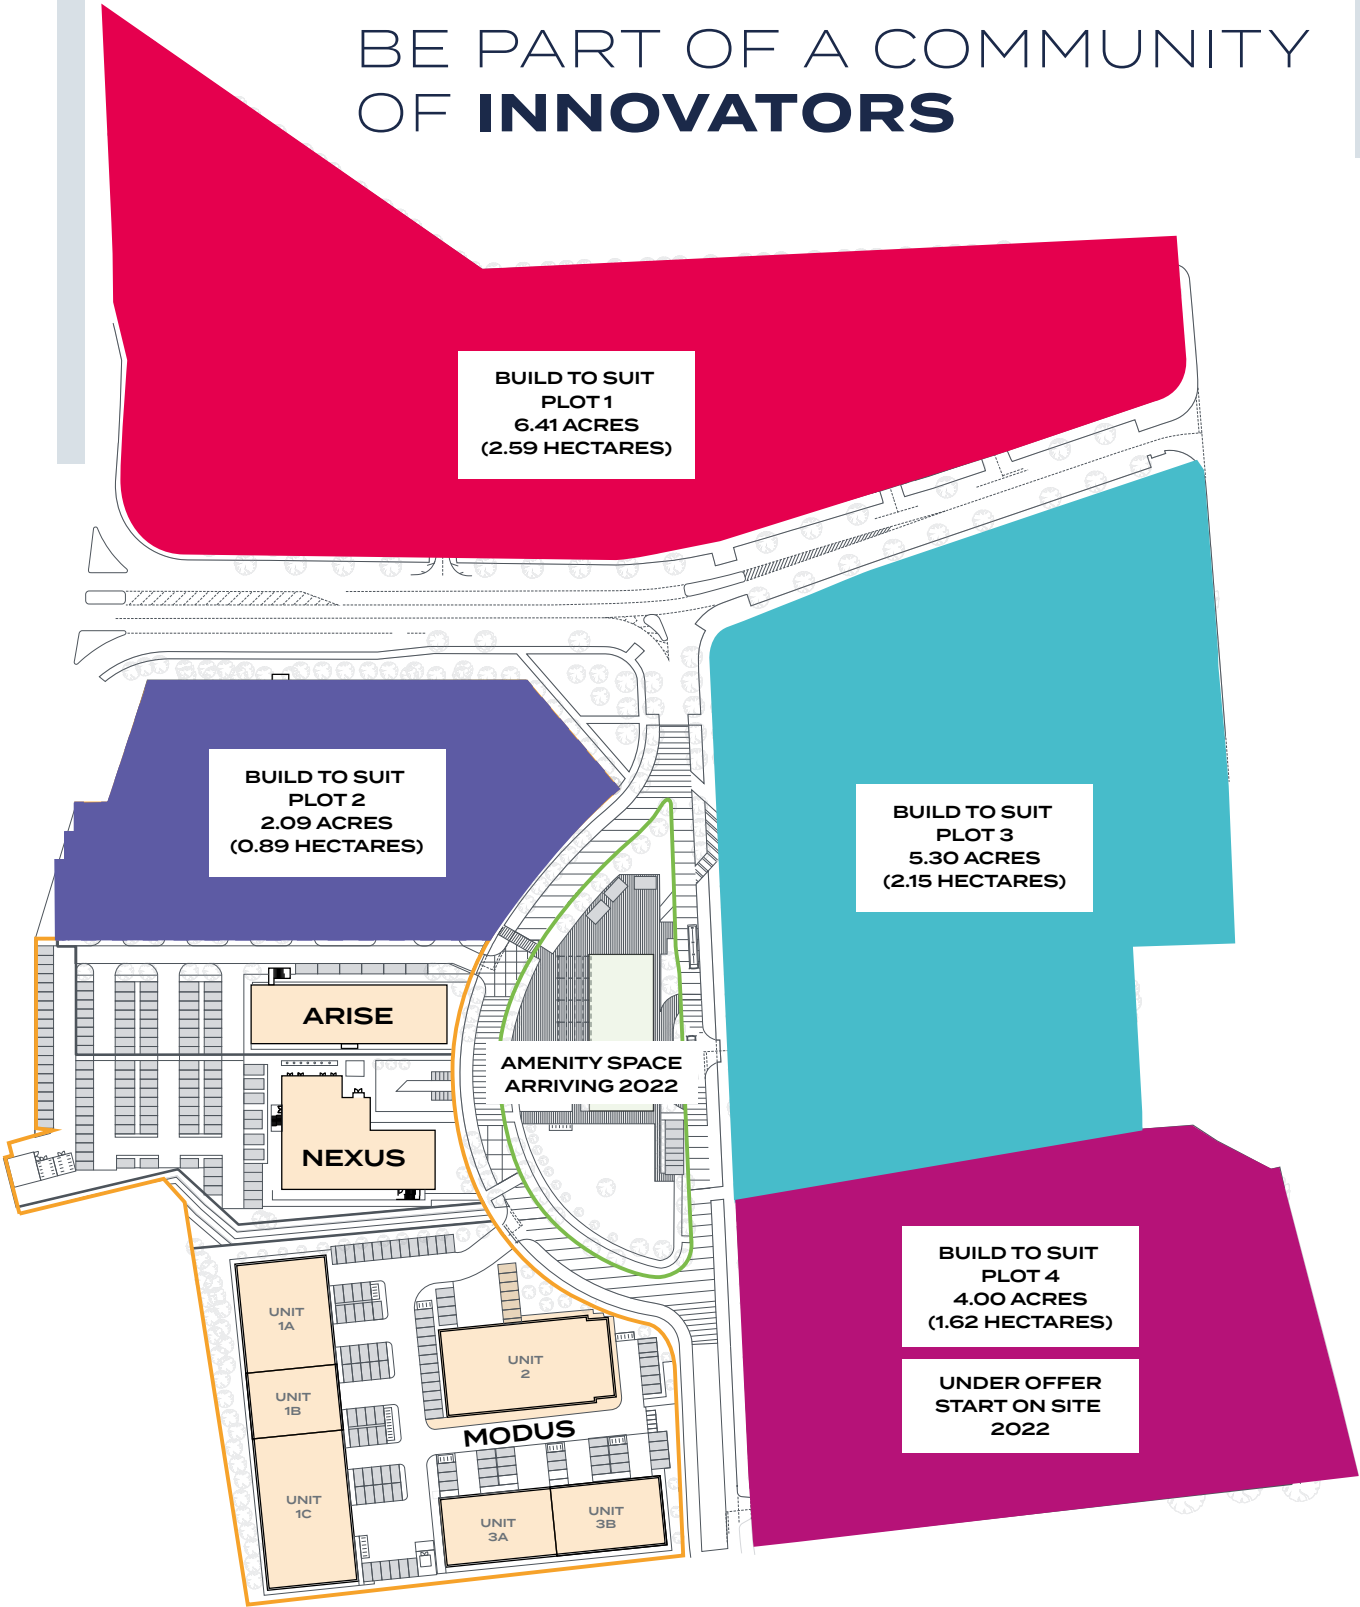 BE PART OF A COMMUNITY
OF INNOVATORS
BUILD TO SUIT
PLOT 1
6.41 ACRES
(2.59 HECTARES)
BUILD TO SUIT
PLOT 2
2.09 ACRES
(0.89 HECTARES)
BUILD TO SUIT
PLOT 3
5.30 ACRES
(2.15 HECTARES)
ARISE
AMENITY SPACE
ARRIVING 2022
NEXUS
BUILD TO SUIT
PLOT 4
4.00 ACRES
(1.62 HECTARES)
UNDER OFFER
START ON SITE
2022
UNIT
1A
UNIT
1B
UNIT
1C
UNIT
2
MODUS
UNIT
3A
UNIT
3B